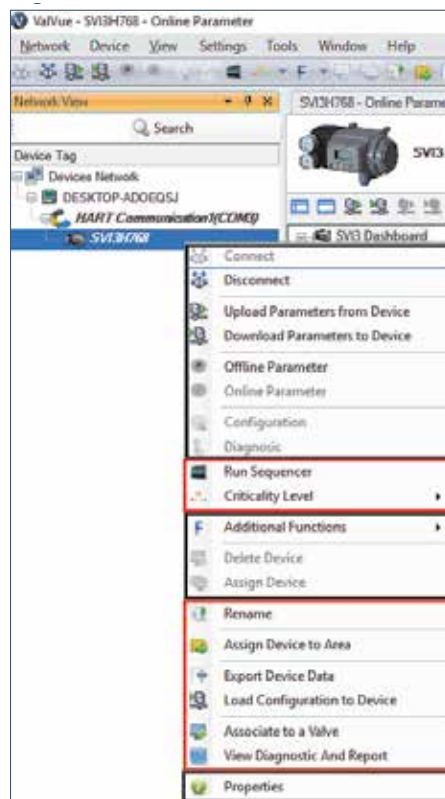 ValVue - SVI3H768 - Online Parameter
Network Device View Settings Tools Window Help
Network View
SVI3H768 - Online Parame
Search
SVI3
Device Tag
Devices Network
DESKTOP-ADOEQSJ
HART Communication1(COM3)
SVI3H768
SVI3 Dashboard
Connect
Disconnect
Upload Parameters from Device
Download Parameters to Device
Offline Parameter
Online Parameter
Configuration
Diagnosis
Run Sequencer
Criticality Level
F Additional Functions
Delete Device
Assign Device
Rename
Assign Device to Area
Export Device Data
Load Configuration to Device
Associate to a Valve
View Diagnostic And Report
Properties